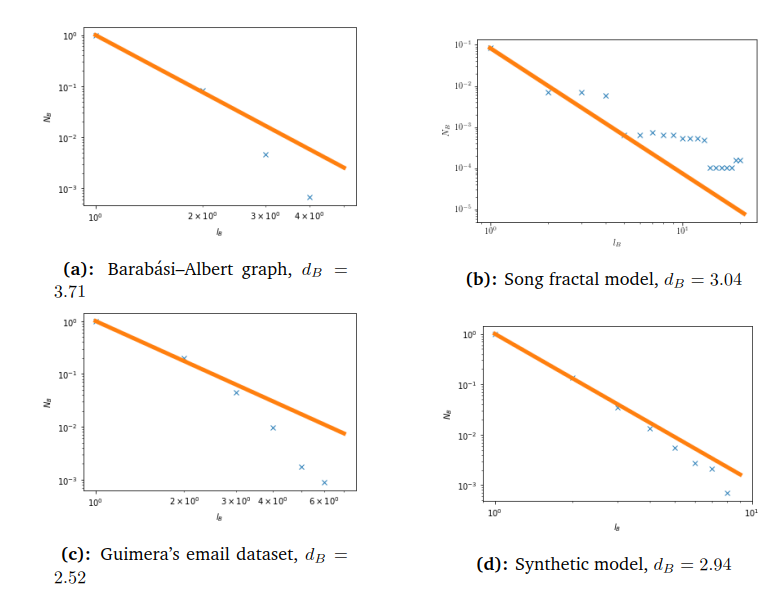 10⁰
10⁻¹
10⁻²
10⁻³
N_B
10⁰
2 × 10⁰
3 × 10⁰
4 × 10⁰
l_B
(a): Barabási–Albert graph, d_B =
3.71
10⁻¹
10⁻²
10⁻³
10⁻⁴
10⁻⁵
N_B
10⁰
10¹
l_B
(b): Song fractal model, d_B = 3.04
10⁰
10⁻¹
10⁻²
10⁻³
N_B
10⁰
2 × 10⁰
3 × 10⁰
4 × 10⁰
6 × 10⁰
l_B
(c): Guimera's email dataset, d_B =
2.52
10⁰
10⁻¹
10⁻²
10⁻³
N_B
10⁰
10¹
l_B
(d): Synthetic model, d_B = 2.94